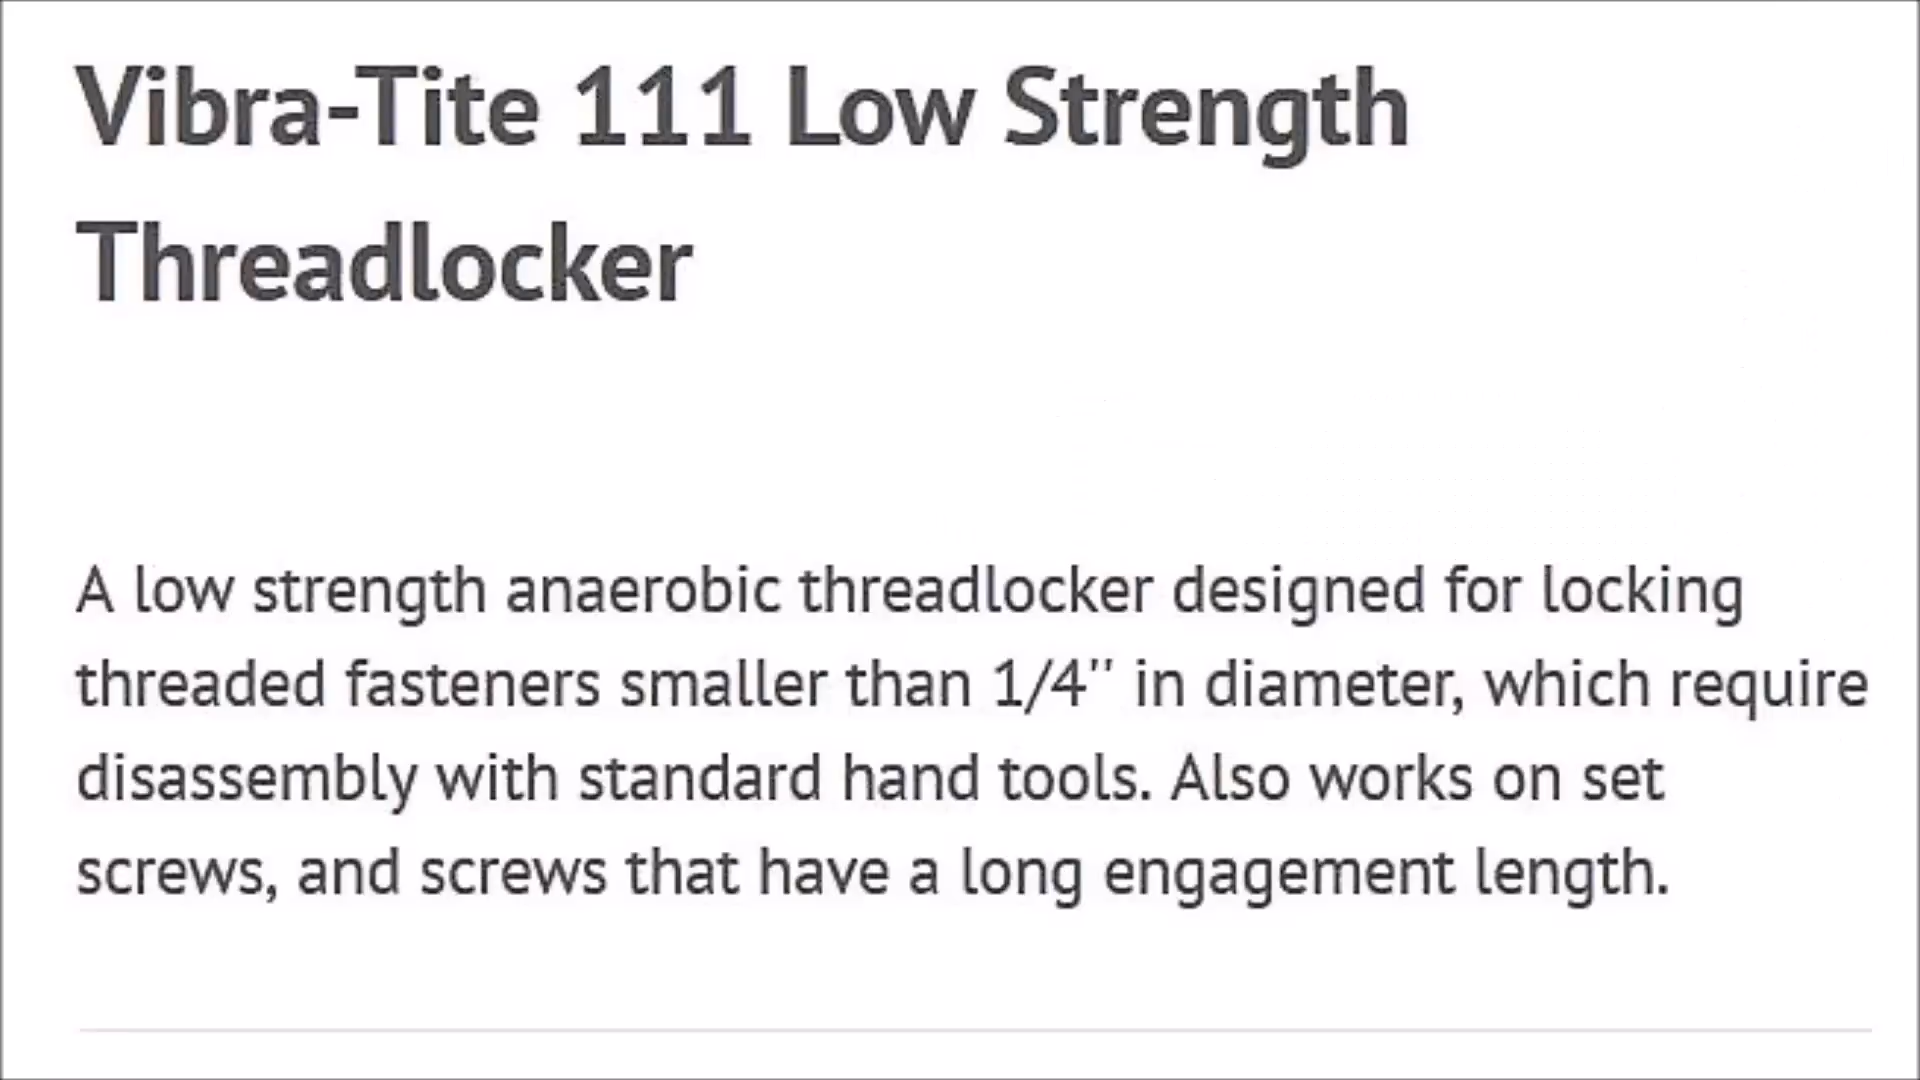 Vibra-Tite 111 Low Strength
Threadlocker
A low strength anaerobic threadlocker designed for locking
threaded fasteners smaller than 1/4″ in diameter, which require
disassembly with standard hand tools. Also works on set
screws, and screws that have a long engagement length.